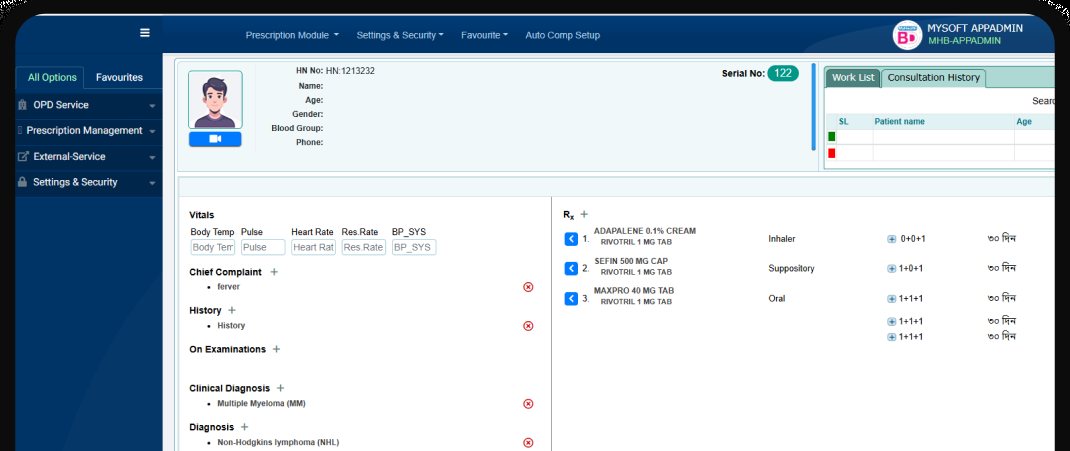 Prescription Module Settings & Security Favourite Auto Comp Setup
MYSOFT APPADMIN
MHB-APPADMIN
All Options Favourites
OPD Service
Prescription Management
External-Service
Settings & Security
HN No: HN:1213232
Name:
Age:
Gender:
Blood Group:
Phone:
Serial No: 122
Work List Consultation History
SL Patient name Age
Vitals
Body Temp Pulse Heart Rate Res.Rate BP_SYS
Body Tem Pulse Heart Rat Res.Rate BP_SYS
Chief Complaint +
• ferver
History +
• History
On Examinations +
Clinical Diagnosis +
• Multiple Myeloma (MM)
Diagnosis +
• Non-Hodgkins lymphoma (NHL)
Rx +
1. ADAPALENE 0.1% CREAM
RIVOTRIL 1 MG TAB
Inhaler 0+0+1 ৩০ দিন
2. SEFIN 500 MG CAP
RIVOTRIL 1 MG TAB
Suppository 1+0+1 ৩০ দিন
3. MAXPRO 40 MG TAB
RIVOTRIL 1 MG TAB
Oral 1+1+1 ৩০ দিন
1+1+1 ৩০ দিন
1+1+1 ৩০ দিন